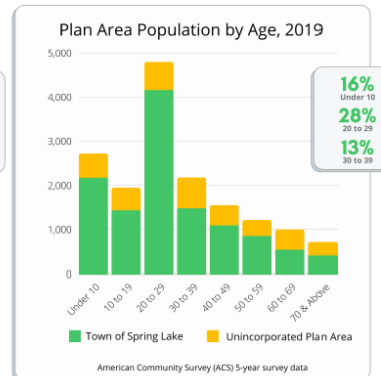 Plan Area Population by Age, 2019
5,000
4,000
3,000
2,000
1,000
0
Under 10
10 to 19
20 to 29
30 to 39
40 to 49
50 to 59
60 to 69
70 & Above
16%
Under 10
28%
20 to 29
13%
30 to 39
Town of Spring Lake
Unincorporated Plan Area
American Community Survey (ACS) 5-year survey data